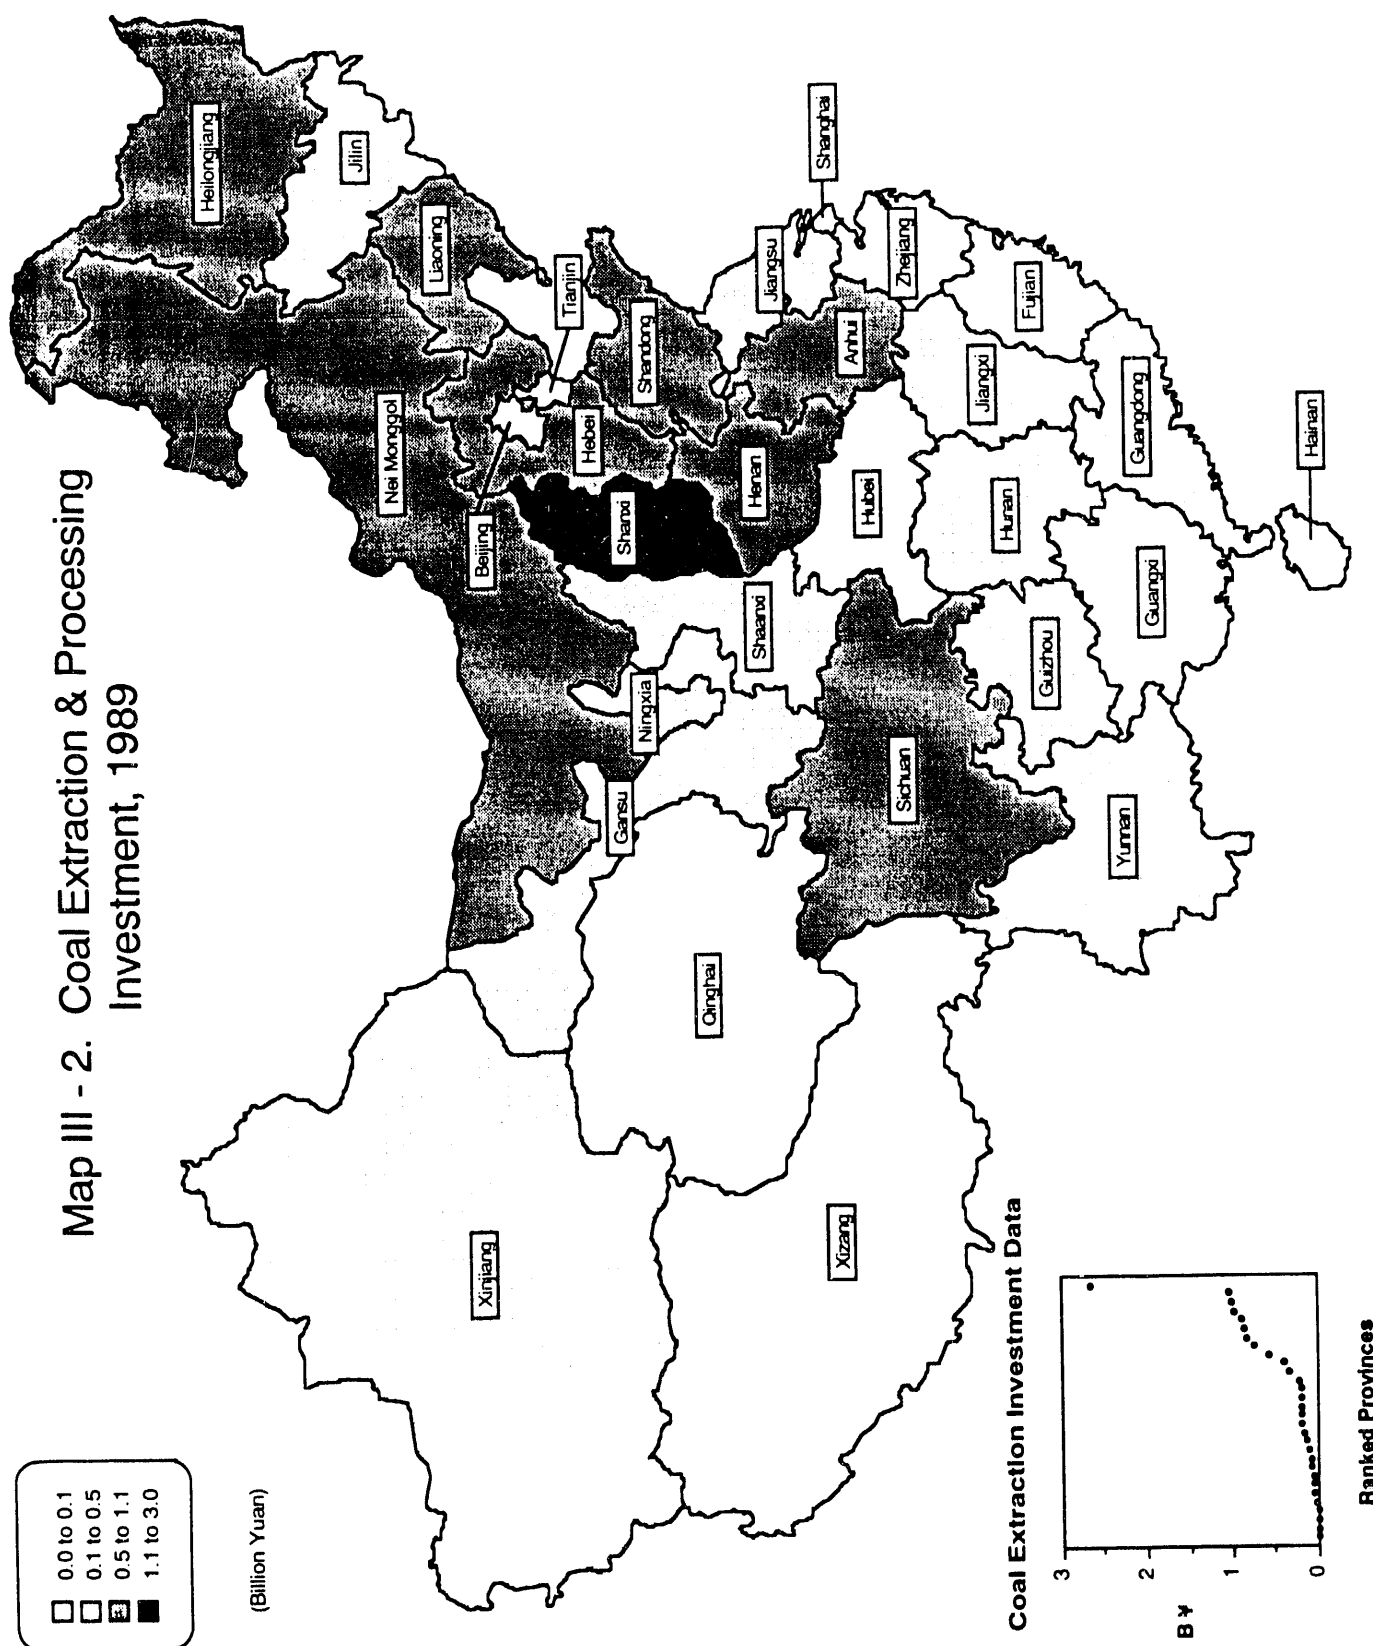 Map III - 2. Coal Extraction & Processing
Investment, 1989
0.0 to 0.1
0.1 to 0.5
0.5 to 1.1
1.1 to 3.0
(Billion Yuan)
Heilongjiang
Jilin
Liaoning
Nei Monggol
Beijing
Tianjin
Hebei
Shandong
Shanxi
Henan
Shaanxi
Ningxia
Gansu
Xinjiang
Qinghai
Xizang
Sichuan
Hubei
Anhui
Jiangsu
Shanghai
Zhejiang
Jiangxi
Fujian
Hunan
Guizhou
Yunnan
Guangxi
Guangdong
Hainan
Coal Extraction Investment Data
3
2
1
0
B ¥
Ranked Provinces